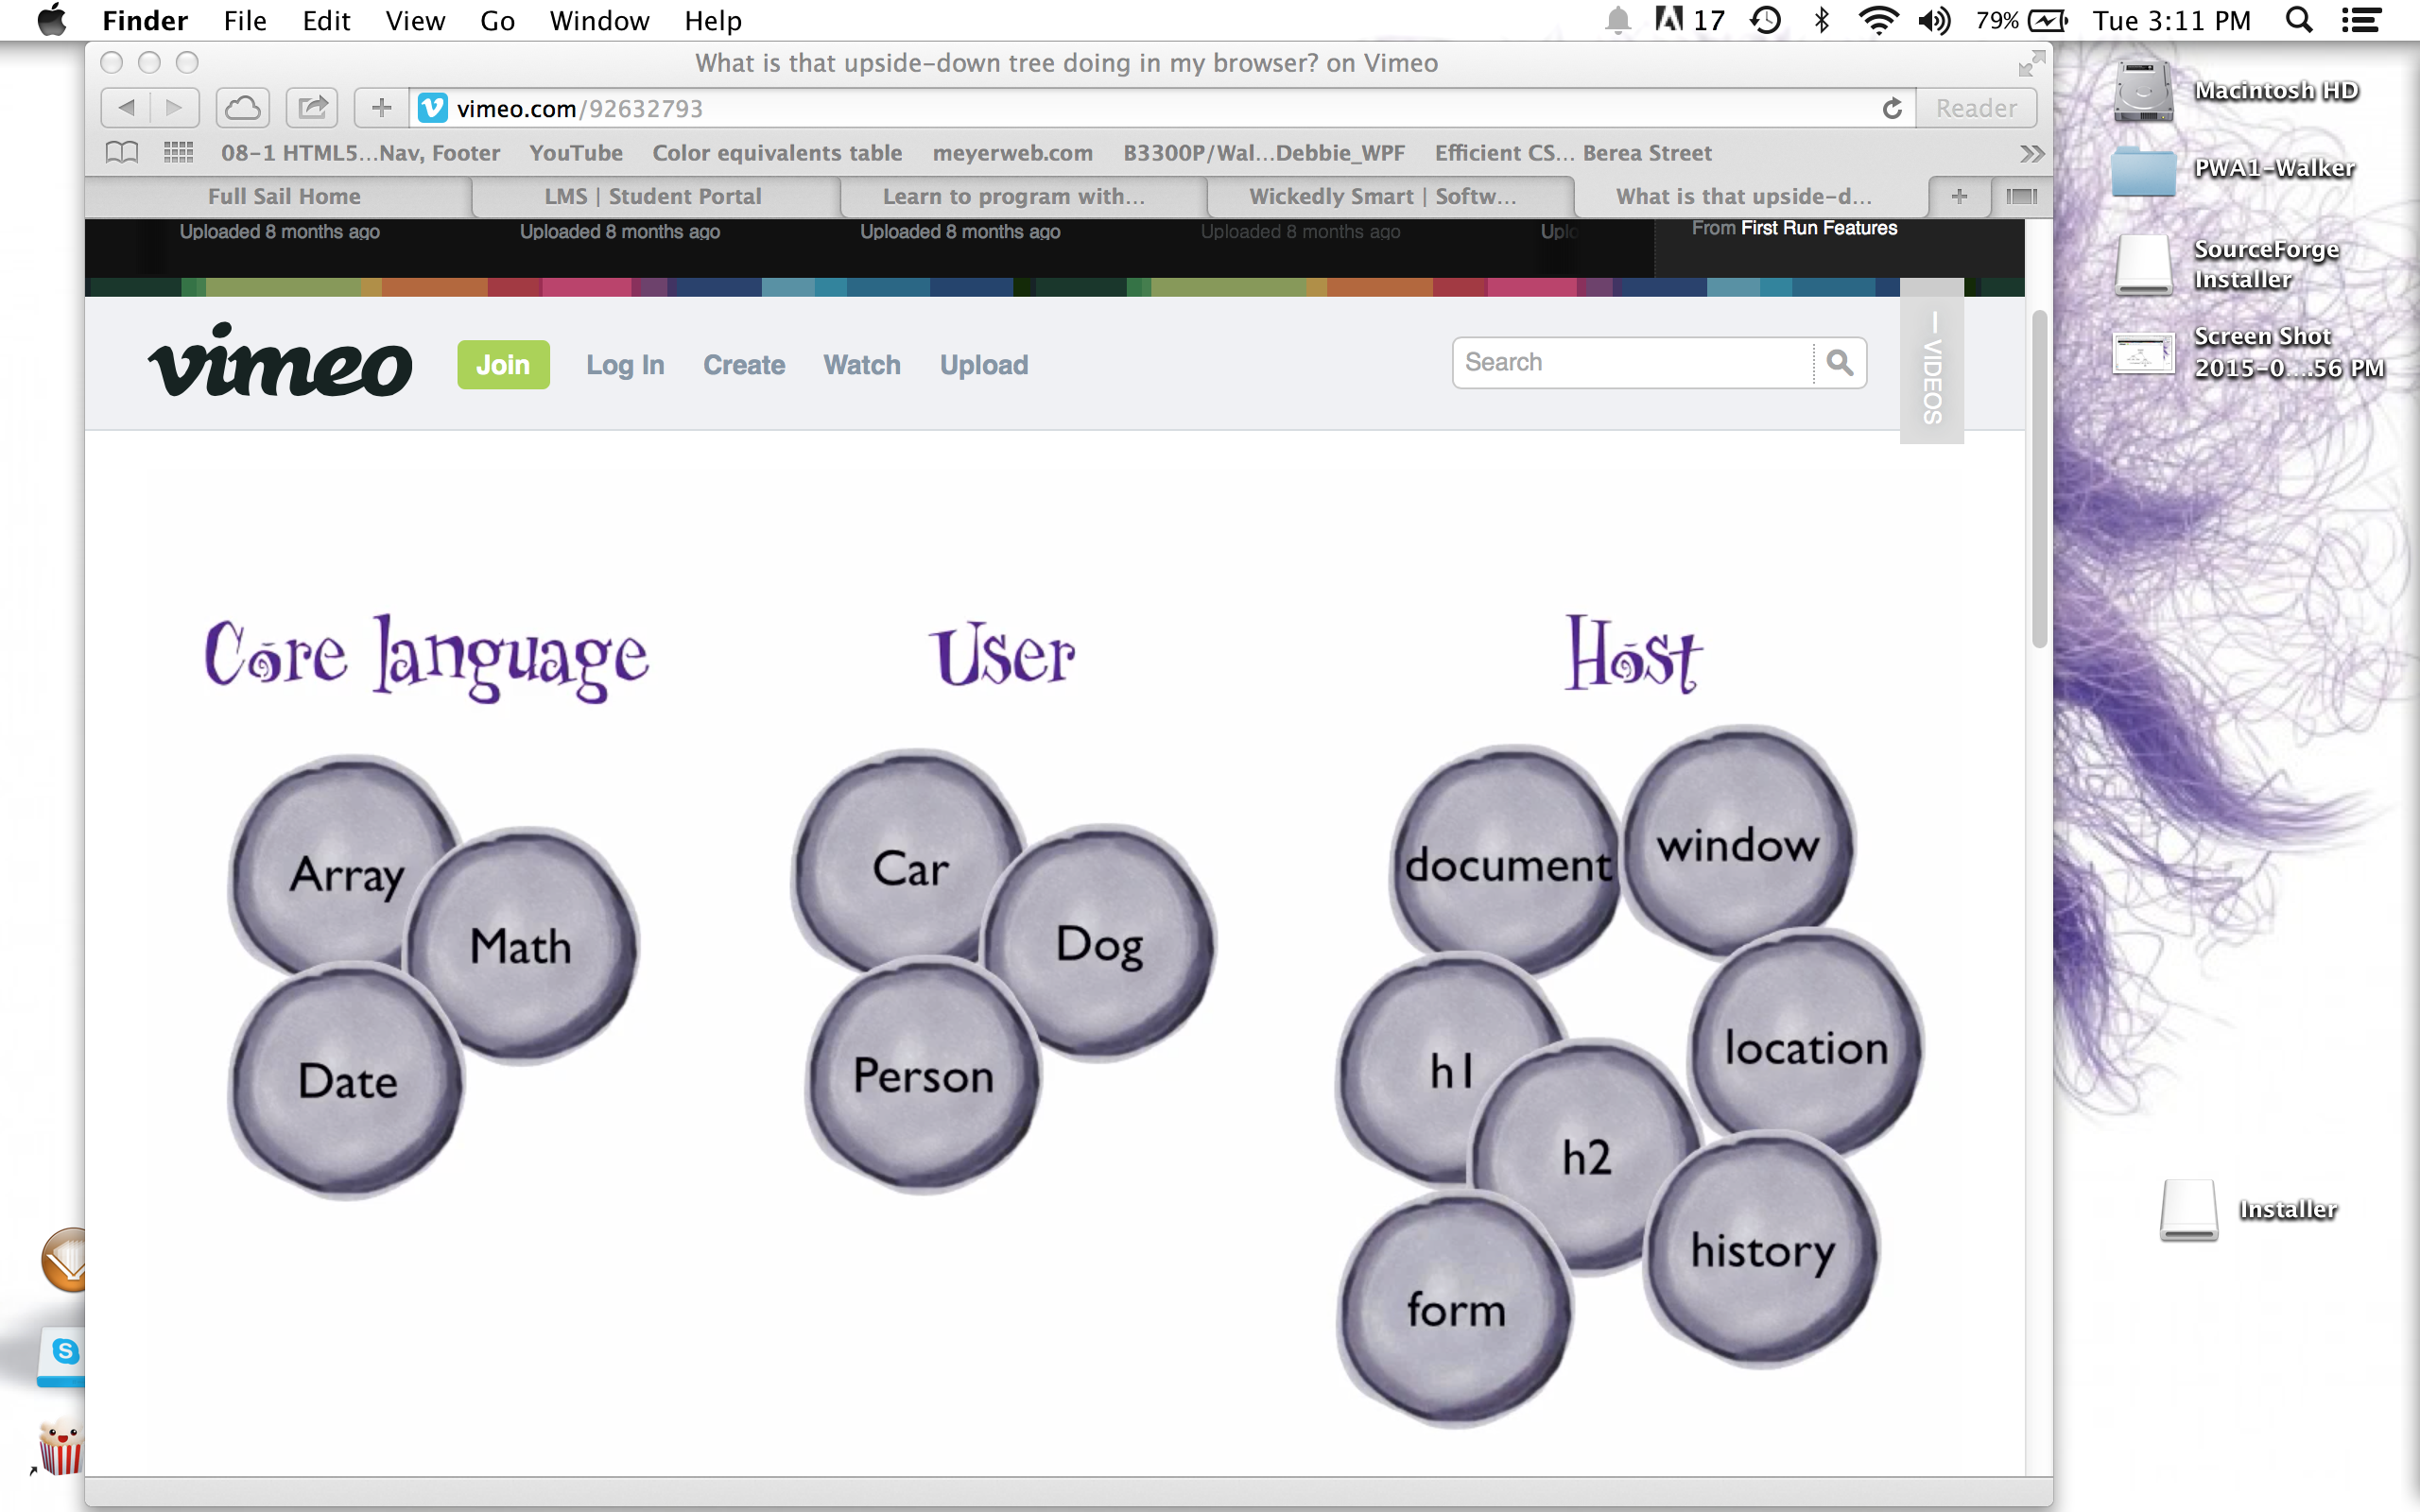 Finder File Edit View Go Window Help 17 79% Tue 3:11 PM
What is that upside-down tree doing in my browser? on Vimeo
vimeo.com/92632793 Reader
08-1 HTML5...Nav, Footer YouTube Color equivalents table meyerweb.com B3300P/Wal...Debbie_WPF Efficient CS... Berea Street
Full Sail Home LMS | Student Portal Learn to program with... Wickedly Smart | Softw... What is that upside-d...
Uploaded 8 months ago Uploaded 8 months ago Uploaded 8 months ago Uploaded 8 months ago Uplo From First Run Features
vimeo Join Log In Create Watch Upload Search
— VIDEOS
Core language User Host
Array
Math
Date
Car
Dog
Person
document
window
h1
location
h2
history
form
Macintosh HD
PWA1-Walker
SourceForge
Installer
Screen Shot
2015-0....56 PM
Installer